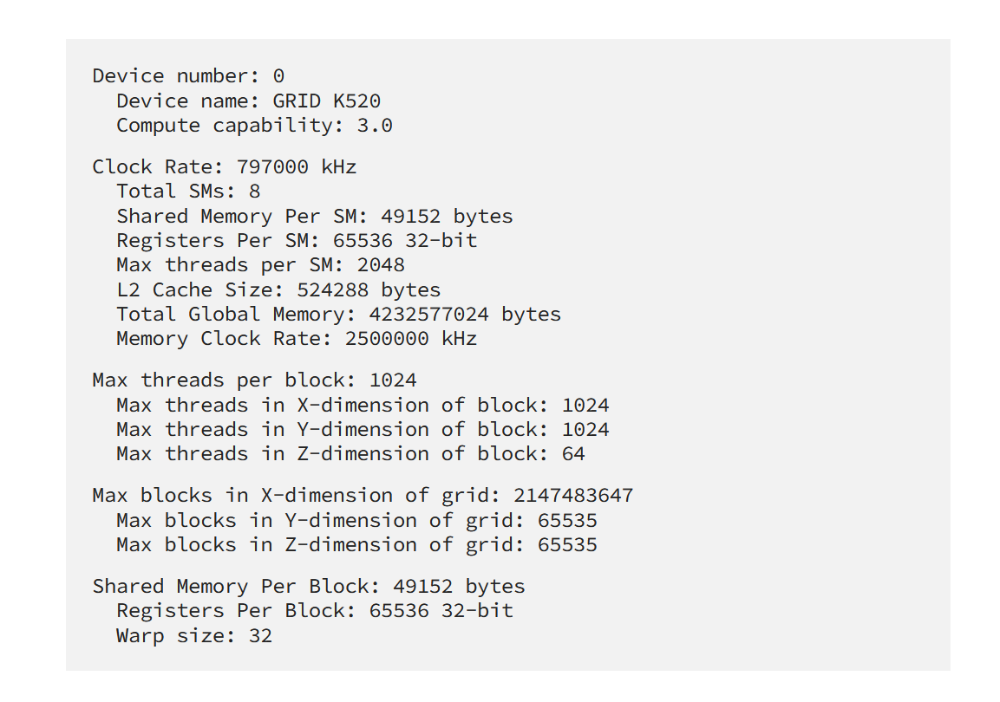 Device number: 0
Device name: GRID K520
Compute capability: 3.0
Clock Rate: 797000 kHz
Total SMs: 8
Shared Memory Per SM: 49152 bytes
Registers Per SM: 65536 32-bit
Max threads per SM: 2048
L2 Cache Size: 524288 bytes
Total Global Memory: 4232577024 bytes
Memory Clock Rate: 2500000 kHz
Max threads per block: 1024
Max threads in X-dimension of block: 1024
Max threads in Y-dimension of block: 1024
Max threads in Z-dimension of block: 64
Max blocks in X-dimension of grid: 2147483647
Max blocks in Y-dimension of grid: 65535
Max blocks in Z-dimension of grid: 65535
Shared Memory Per Block: 49152 bytes
Registers Per Block: 65536 32-bit
Warp size: 32